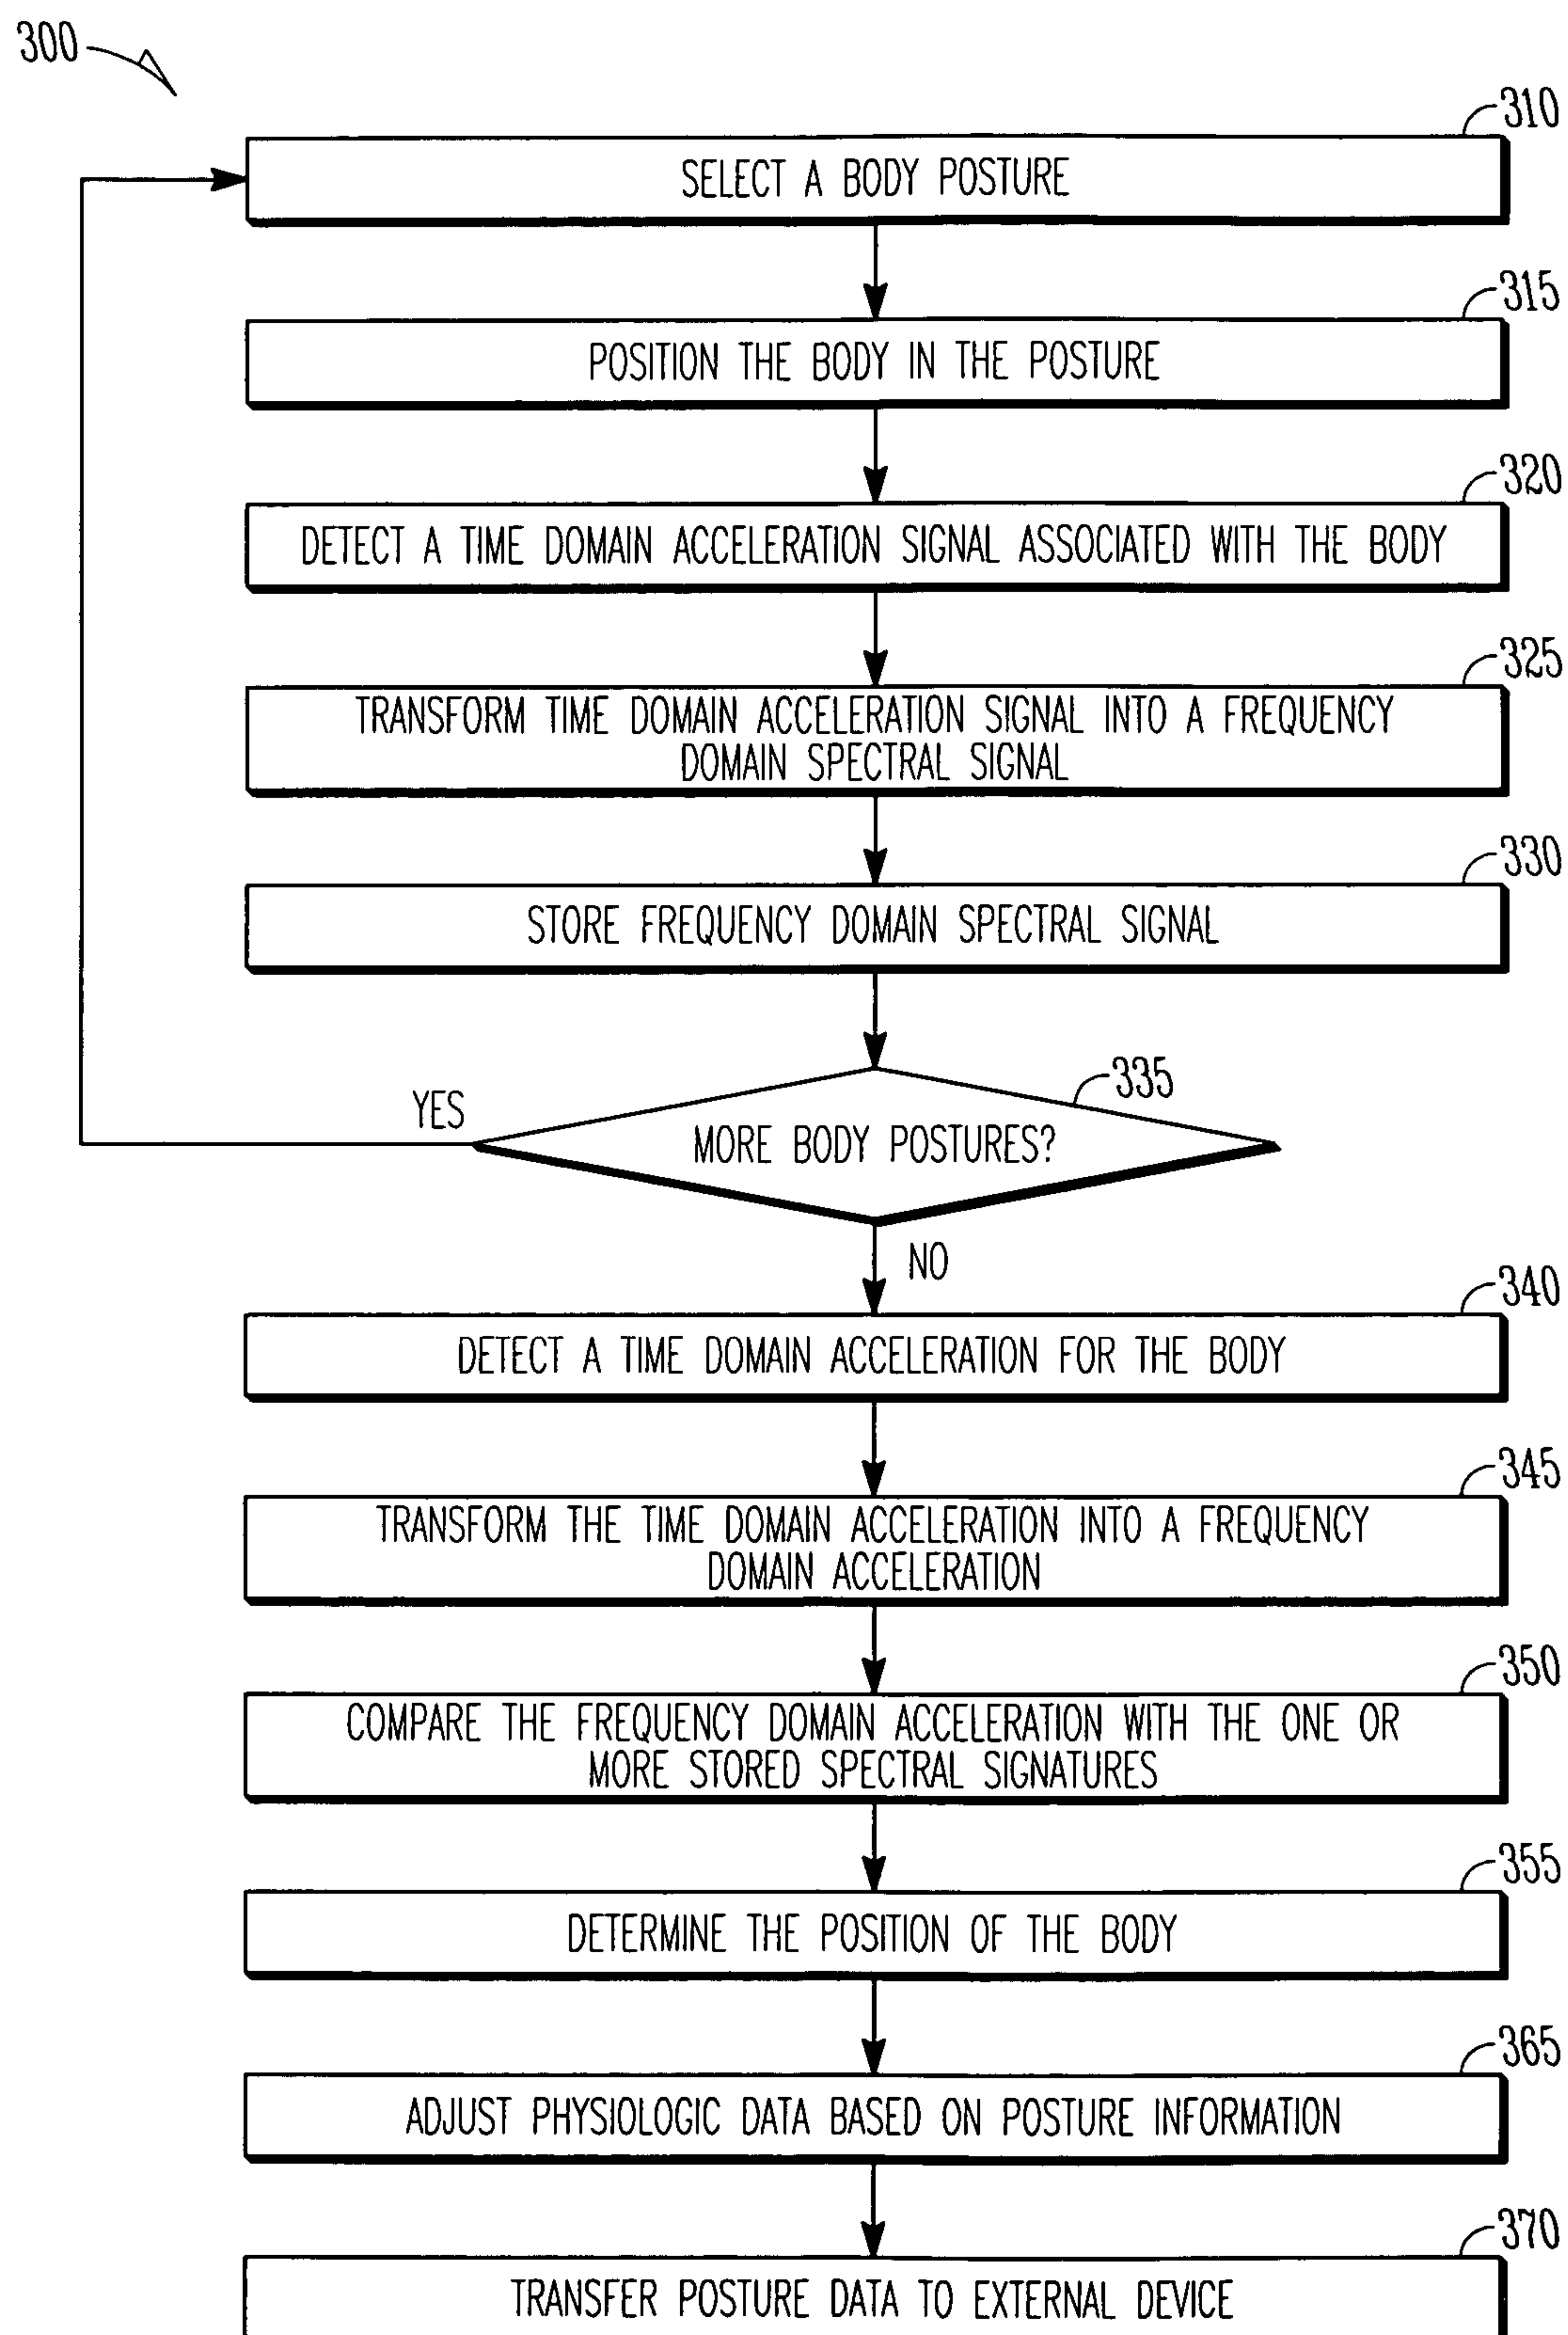 300
310
SELECT A BODY POSTURE
315
POSITION THE BODY IN THE POSTURE
320
DETECT A TIME DOMAIN ACCELERATION SIGNAL ASSOCIATED WITH THE BODY
325
TRANSFORM TIME DOMAIN ACCELERATION SIGNAL INTO A FREQUENCY
DOMAIN SPECTRAL SIGNAL
330
STORE FREQUENCY DOMAIN SPECTRAL SIGNAL
335
YES
MORE BODY POSTURES?
NO
340
DETECT A TIME DOMAIN ACCELERATION FOR THE BODY
345
TRANSFORM THE TIME DOMAIN ACCELERATION INTO A FREQUENCY
DOMAIN ACCELERATION
350
COMPARE THE FREQUENCY DOMAIN ACCELERATION WITH THE ONE OR
MORE STORED SPECTRAL SIGNATURES
355
DETERMINE THE POSITION OF THE BODY
365
ADJUST PHYSIOLOGIC DATA BASED ON POSTURE INFORMATION
370
TRANSFER POSTURE DATA TO EXTERNAL DEVICE